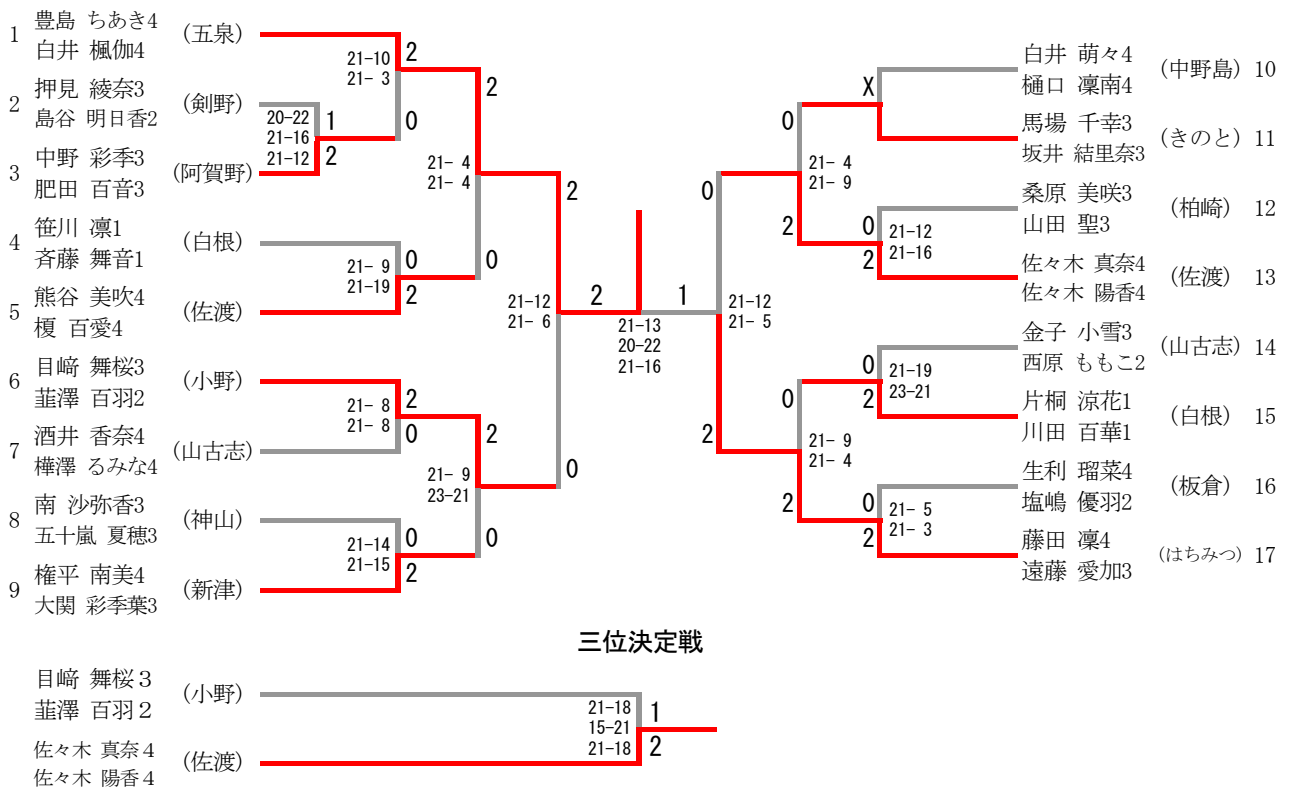 1 豊島 ちあき4 (五泉)
白井 楓伽4
2
21-10
21- 3
押見 綾奈3
2 (剣野)
島谷 明日香2
20-22
21-16
21-12
1
2
0
2
中野 彩季3
3 (阿賀野)
肥田 百音3
21- 4
21- 4
2
笹川 凛1
4 (白根)
斉藤 舞音1
21- 9
21-19
0
2
0
熊谷 美吹4
5 (佐渡)
榎 百愛4
21-12
21- 6
2
目﨑 舞桜3
6 (小野)
韮澤 百羽2
21- 8
21- 8
2
0
2
酒井 香奈4
7 (山古志)
樺澤 るみな4
21- 9
23-21
0
南 沙弥香3
8 (神山)
五十嵐 夏穂3
21-14
21-15
0
2
0
権平 南美4
9 (新津)
大関 彩季葉3
21-13
20-22
21-16
1
白井 萌々4
(中野島) 10
樋口 凜南4
X
0
馬場 千幸3
(きのと) 11
坂井 結里奈3
21- 4
21- 9
0
桑原 美咲3
(柏崎) 12
山田 聖3
2
0
2
21-12
21-16
佐々木 真奈4
(佐渡) 13
佐々木 陽香4
21-12
21- 5
金子 小雪3
(山古志) 14
西原 ももこ2
0
2
21-19
23-21
0
片桐 涼花1
(白根) 15
川田 百華1
2
21- 9
21- 4
生利 瑠菜4
(板倉) 16
塩嶋 優羽2
2
0
2
21- 5
21- 3
藤田 凜4
(はちみつ) 17
遠藤 愛加3
三位決定戦
目﨑 舞桜３
(小野)
韮澤 百羽２
21-18
15-21
21-18
1
2
佐々木 真奈４
(佐渡)
佐々木 陽香４